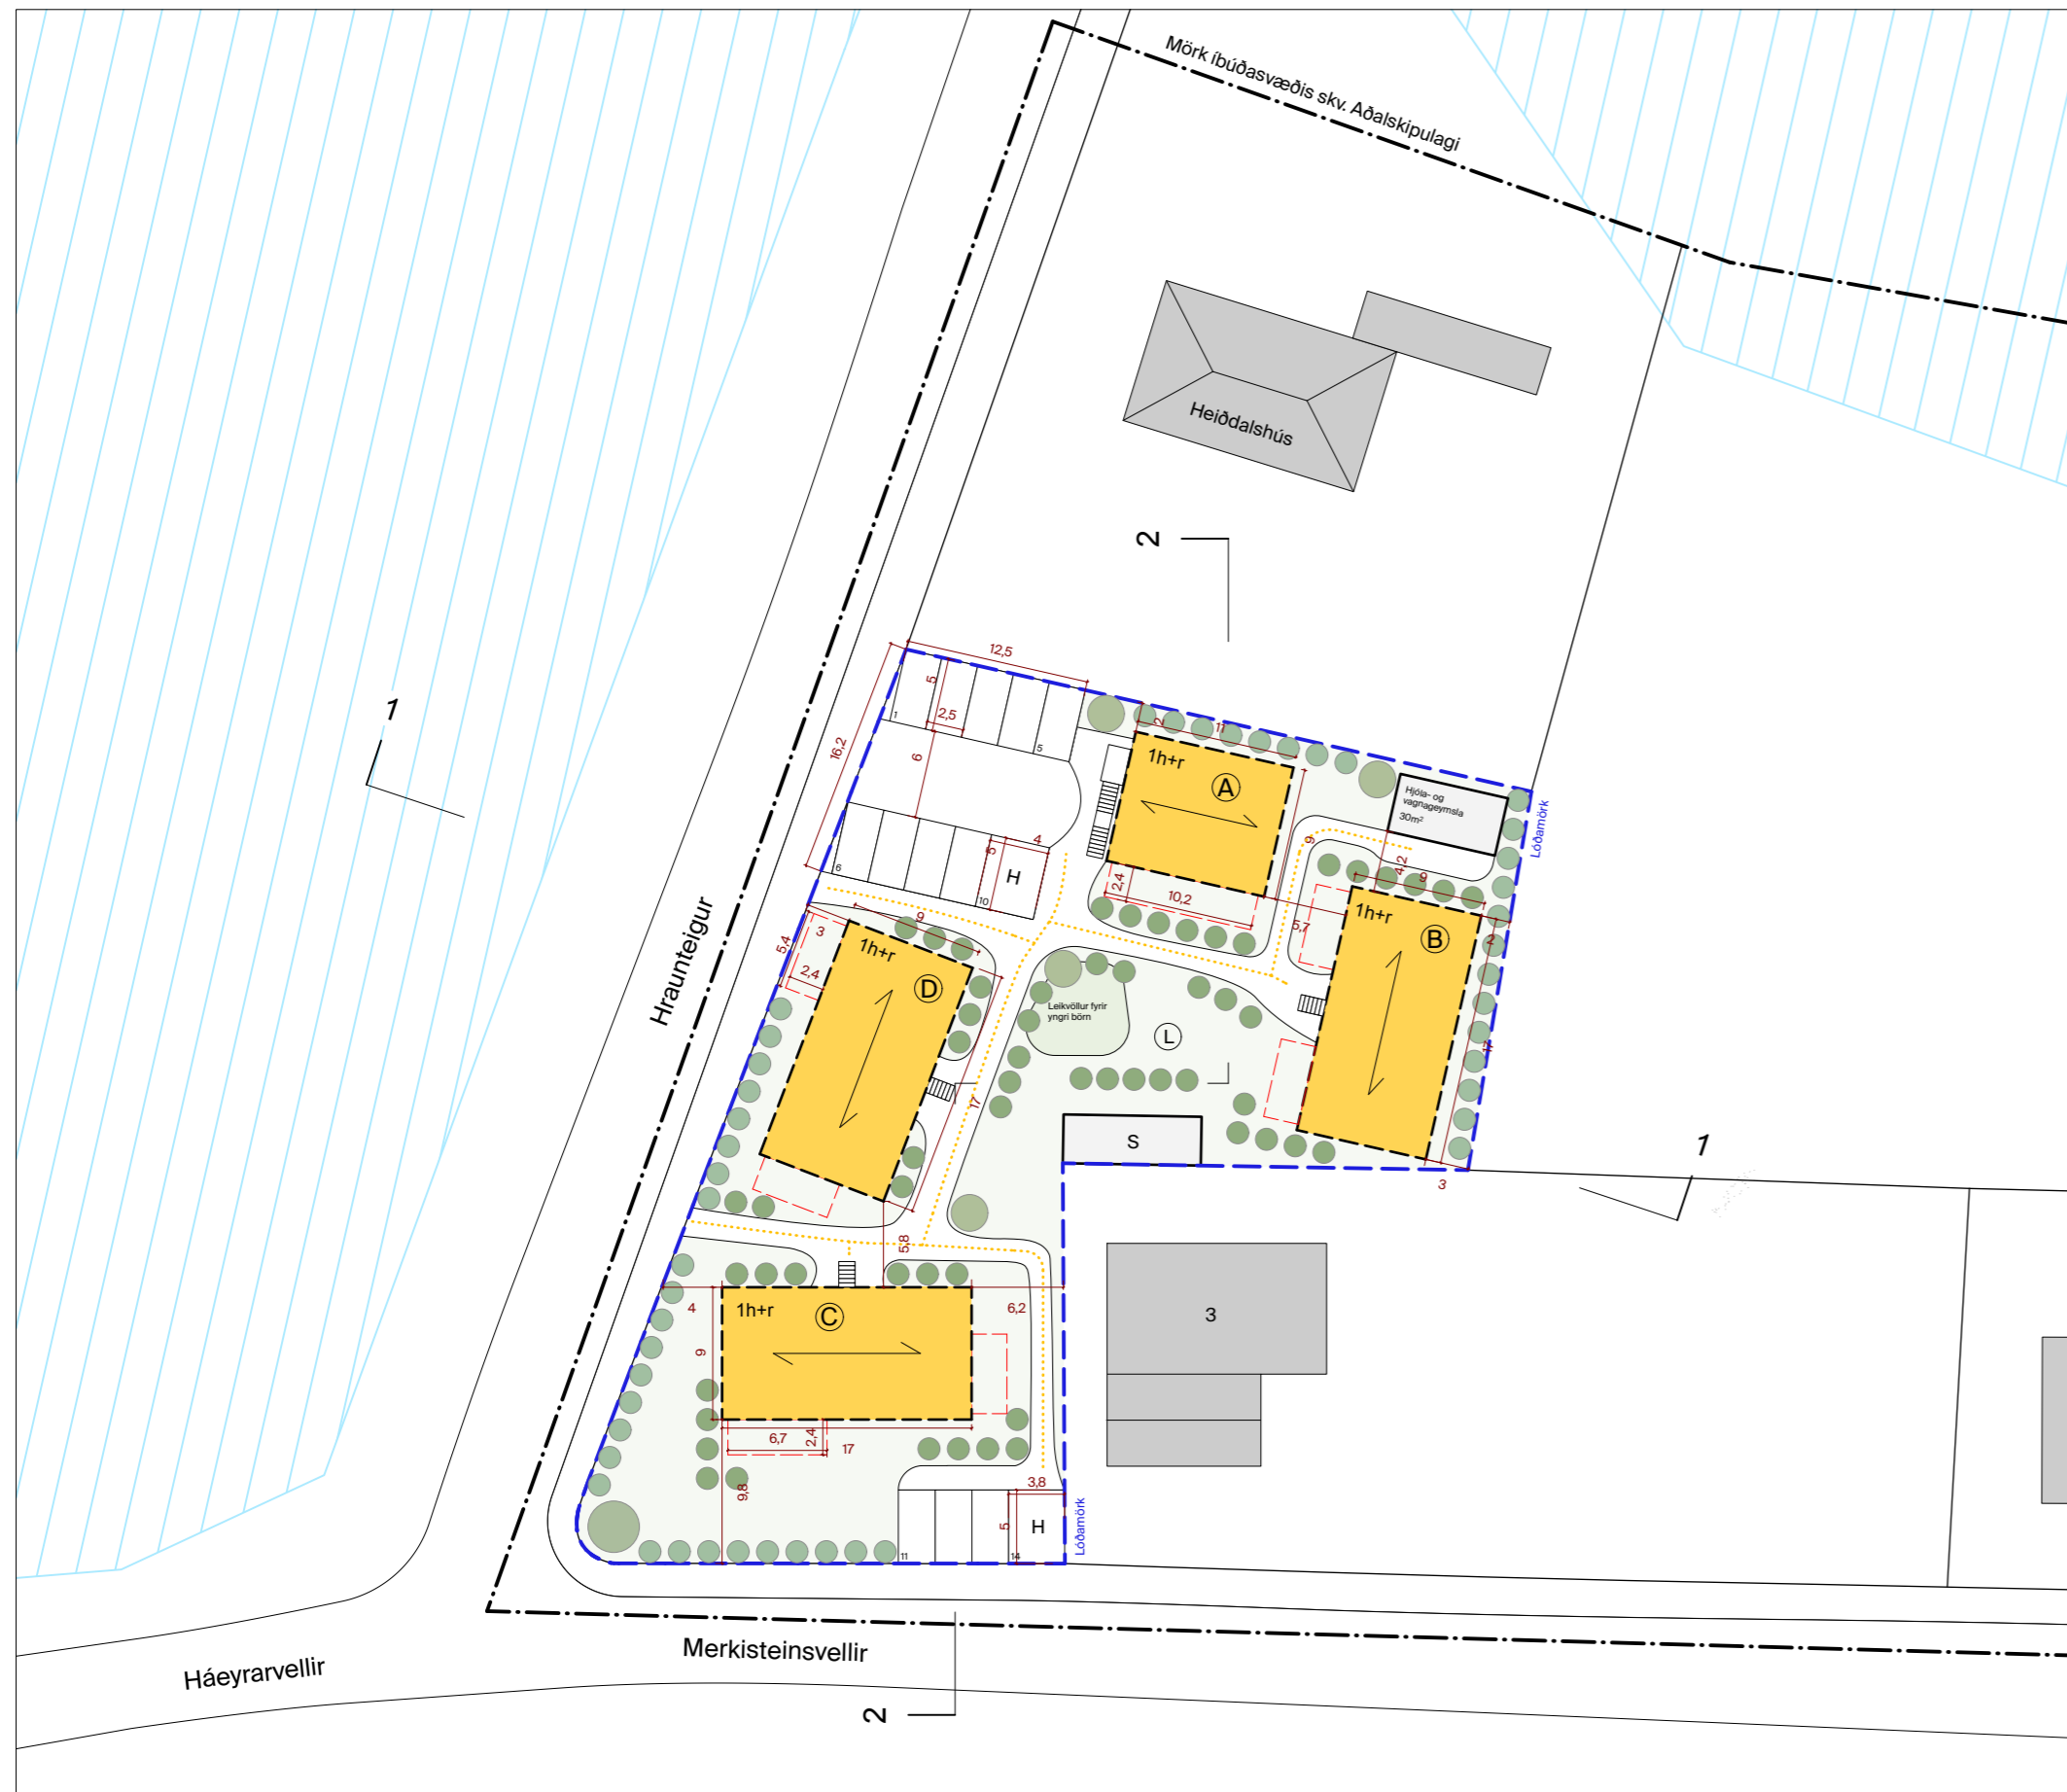 Mörk íbúðasvæðis skv. Aðalskipulagi
Heiðdalshús
2
1
12,5
5
2,5
1
5
16,2
6
2
11
1h+r
A
Hjóla- og
vagnageymsla
30m²
Lóðamörk
6
4
5
H
10
9
4,2
9
2,4
10,2
5,7
1h+r
B
2
17
Hraunteigur
5,4
3
2,4
9
1h+r
D
Leikvöllur fyrir
yngri börn
L
17
S
1
3
5,8
4
1h+r
C
6,2
3
9
6,7
2,4
17
9,8
3,8
5
H
11
14
Lóðamörk
Merkisteinsvellir
Háeyrarvellir
2